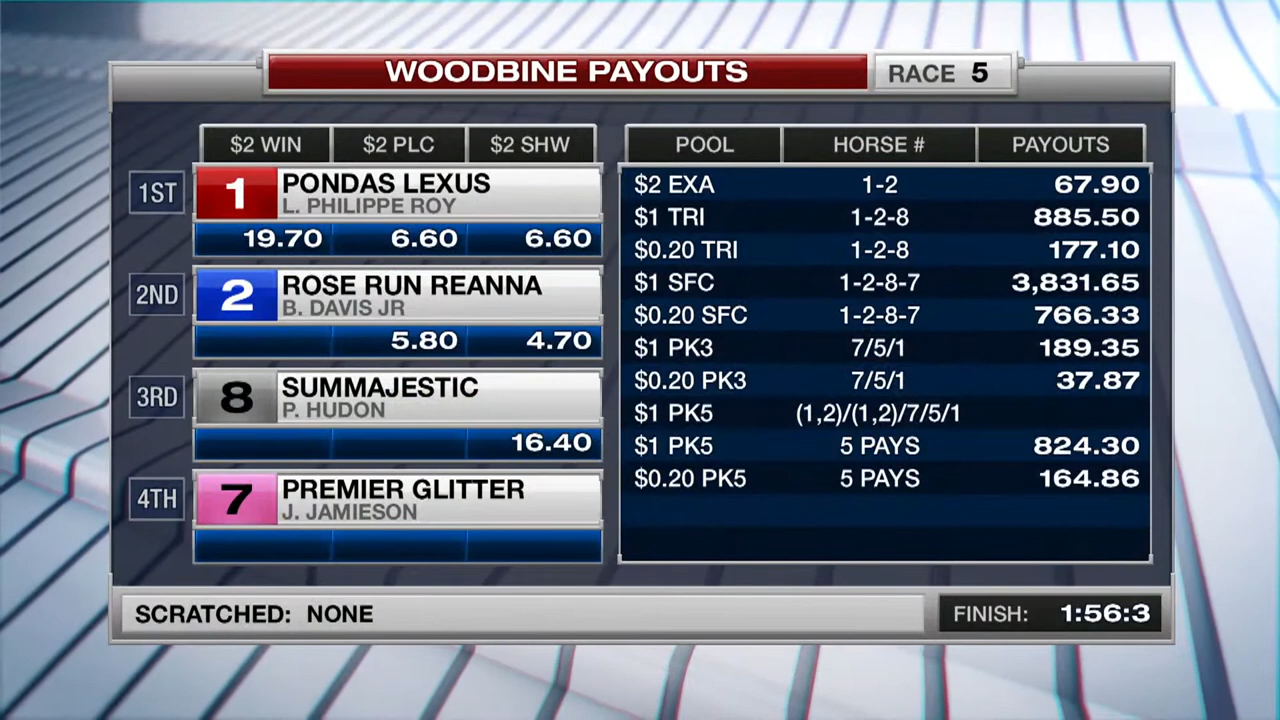 WOODBINE PAYOUTS RACE 5
$2 WIN $2 PLC $2 SHW
1ST 1 PONDAS LEXUS
L. PHILIPPE ROY
19.70 6.60 6.60
2ND 2 ROSE RUN REANNA
B. DAVIS JR
5.80 4.70
3RD 8 SUMMAJESTIC
P. HUDON
16.40
4TH 7 PREMIER GLITTER
J. JAMIESON
POOL HORSE # PAYOUTS
$2 EXA 1-2 67.90
$1 TRI 1-2-8 885.50
$0.20 TRI 1-2-8 177.10
$1 SFC 1-2-8-7 3,831.65
$0.20 SFC 1-2-8-7 766.33
$1 PK3 7/5/1 189.35
$0.20 PK3 7/5/1 37.87
$1 PK5 (1,2)/(1,2)/7/5/1
$1 PK5 5 PAYS 824.30
$0.20 PK5 5 PAYS 164.86
SCRATCHED: NONE
FINISH: 1:56:3